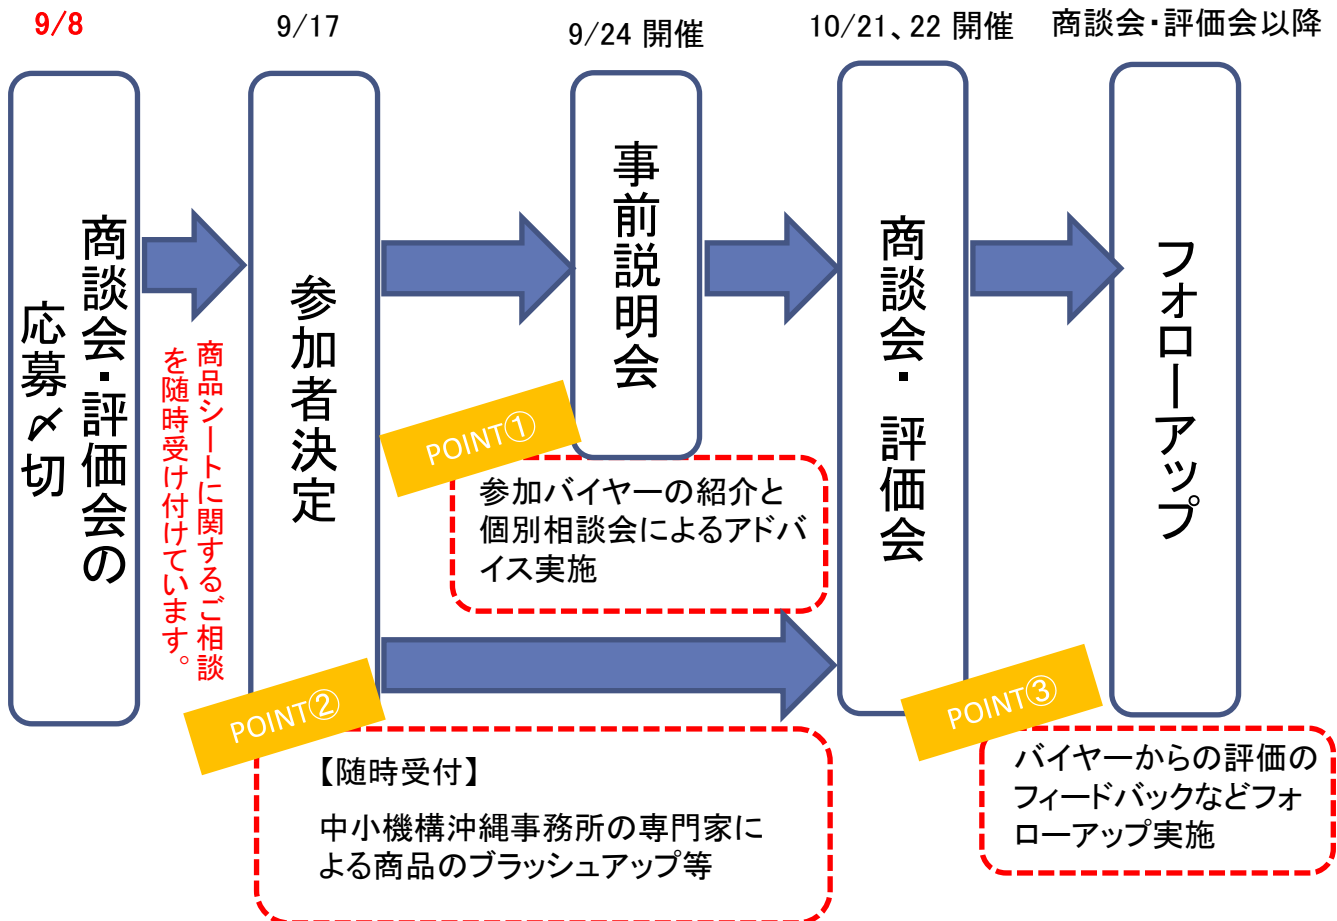 9/8
9/17
9/24 開催
10/21、22 開催
商談会・評価会以降
商談会・評価会の
応募〆切
商品シートに関するご相談
を随時受け付けています。
参加者決定
事前説明会
商談会・評価会
フォローアップ
POINT①
参加バイヤーの紹介と
個別相談会によるアドバ
イス実施
POINT②
【随時受付】
中小機構沖縄事務所の専門家に
よる商品のブラッシュアップ等
POINT③
バイヤーからの評価の
フィードバックなどフォ
ローアップ実施